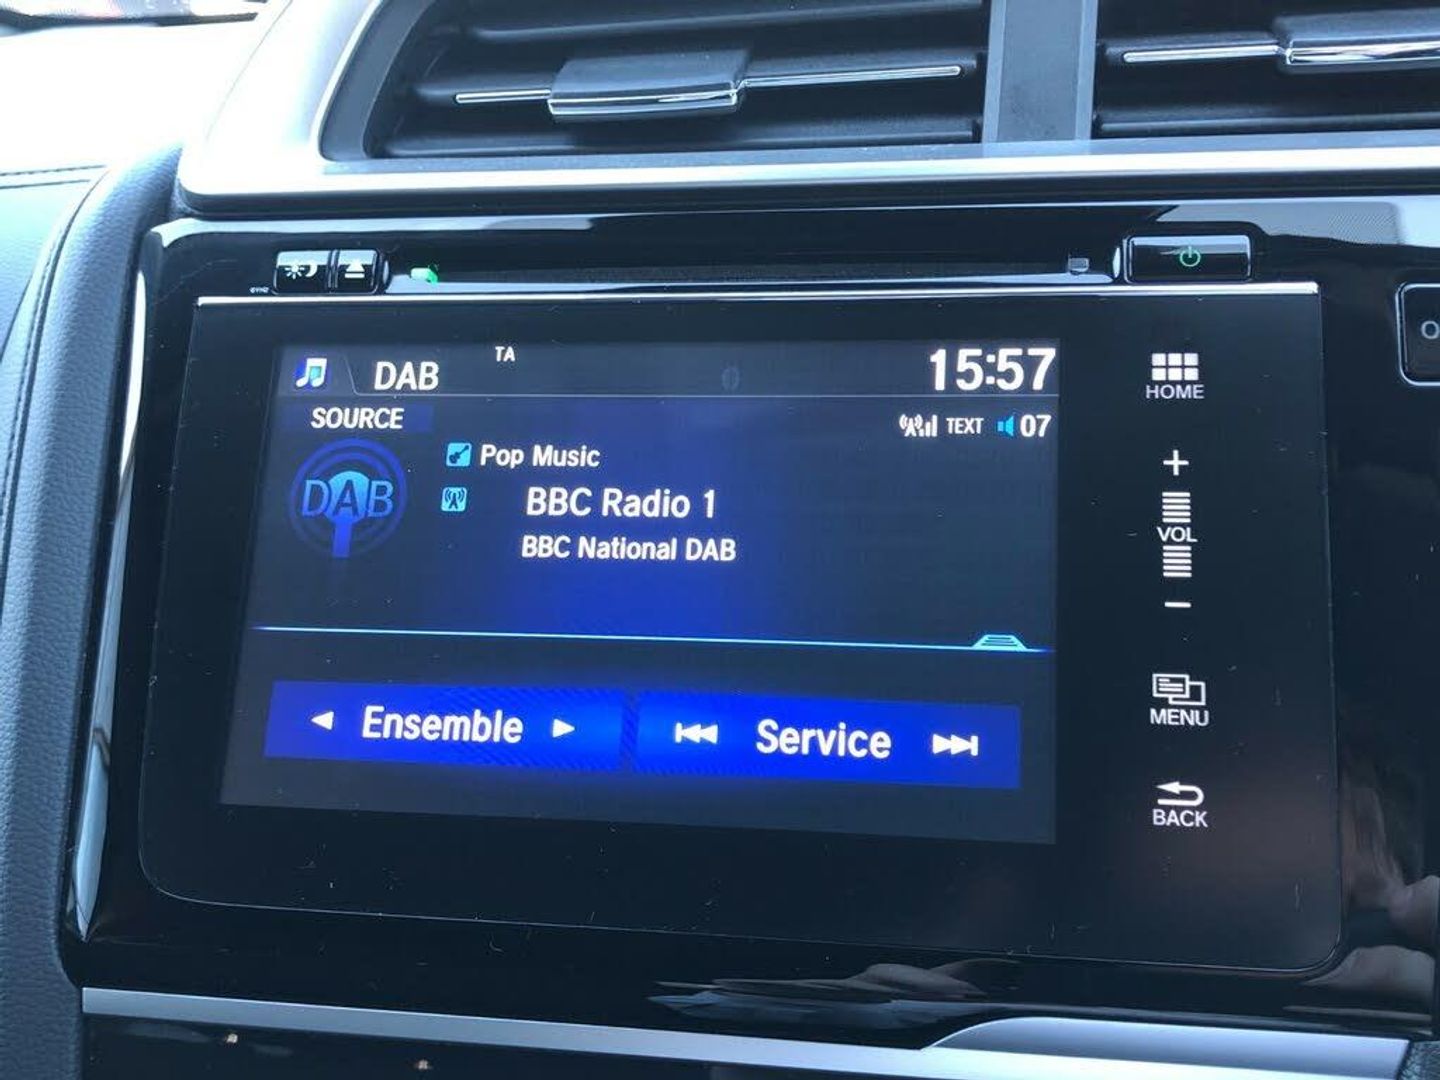 DAB
TA
15:57
SOURCE
TEXT
07
DAB
Pop Music
BBC Radio 1
BBC National DAB
Ensemble
Service
HOME
+
VOL
−
MENU
BACK